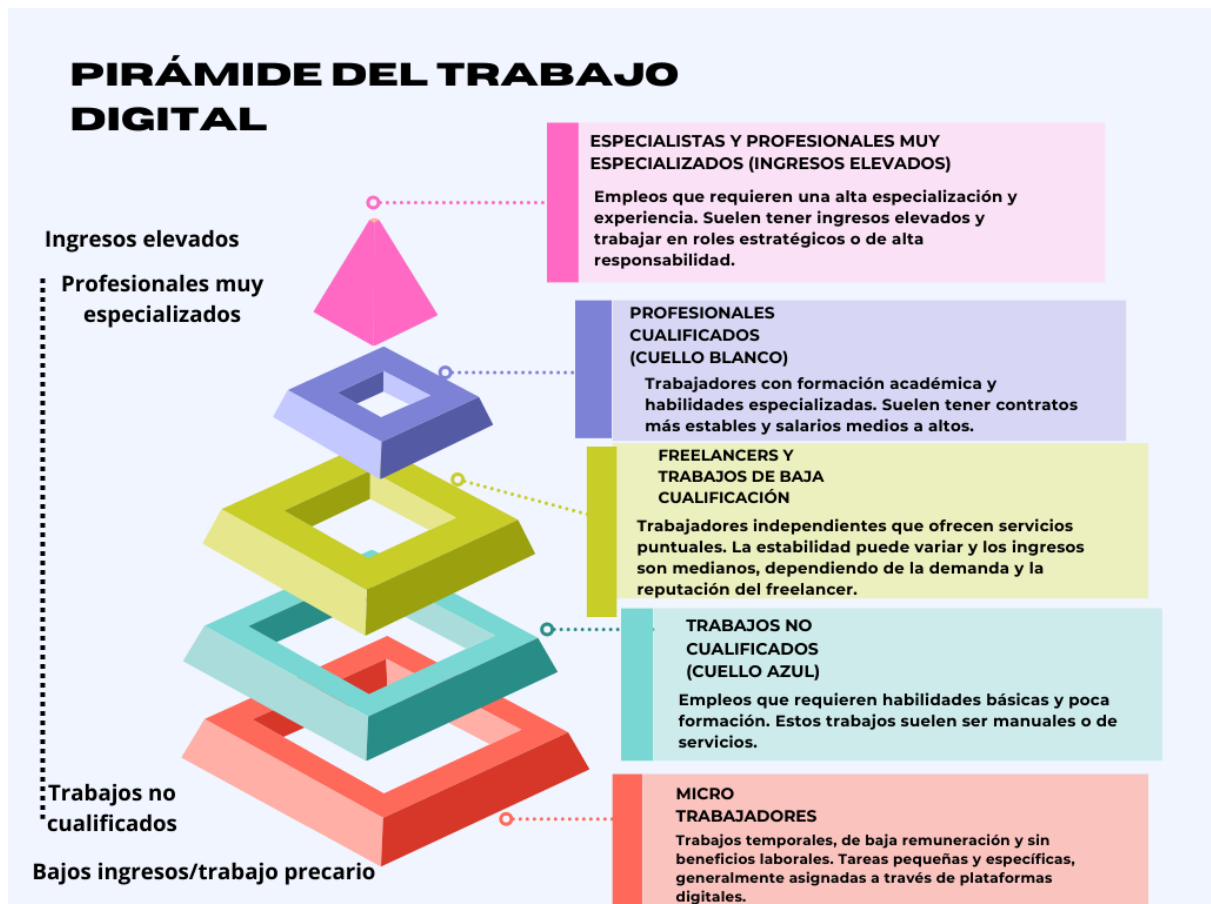 PIRÁMIDE DEL TRABAJO
DIGITAL
ESPECIALISTAS Y PROFESIONALES MUY
ESPECIALIZADOS (INGRESOS ELEVADOS)
Empleos que requieren una alta especialización y
experiencia. Suelen tener ingresos elevados y
trabajar en roles estratégicos o de alta
responsabilidad.
Ingresos elevados
Profesionales muy
especializados
PROFESIONALES
CUALIFICADOS
(CUELLO BLANCO)
Trabajadores con formación académica y
habilidades especializadas. Suelen tener contratos
más estables y salarios medios a altos.
FREELANCERS Y
TRABAJOS DE BAJA
CUALIFICACIÓN
Trabajadores independientes que ofrecen servicios
puntuales. La estabilidad puede variar y los ingresos
son medianos, dependiendo de la demanda y la
reputación del freelancer.
TRABAJOS NO
CUALIFICADOS
(CUELLO AZUL)
Empleos que requieren habilidades básicas y poca
formación. Estos trabajos suelen ser manuales o de
servicios.
Trabajos no
cualificados
Bajos ingresos/trabajo precario
MICRO
TRABAJADORES
Trabajos temporales, de baja remuneración y sin
beneficios laborales. Tareas pequeñas y específicas,
generalmente asignadas a través de plataformas
digitales.